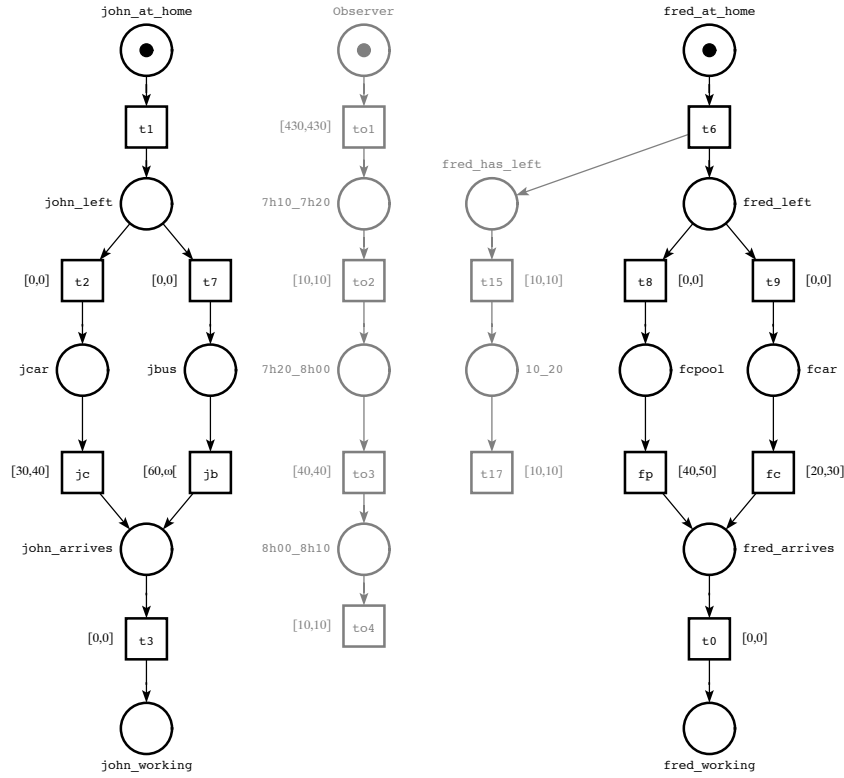 john_at_home Observer fred_at_home
t1 [430,430] to1 t6
fred_has_left
john_left 7h10_7h20 fred_left
[0,0] t2 [0,0] t7 [10,10] to2 t15 [10,10] t8 [0,0] t9 [0,0]
jcar jbus 7h20_8h00 10_20 fcpool fcar
[30,40] jc [60,ω[ jb [40,40] to3 t17 [10,10] fp [40,50] fc [20,30]
john_arrives 8h00_8h10 fred_arrives
[0,0] t3 [10,10] to4 t0 [0,0]
john_working fred_working